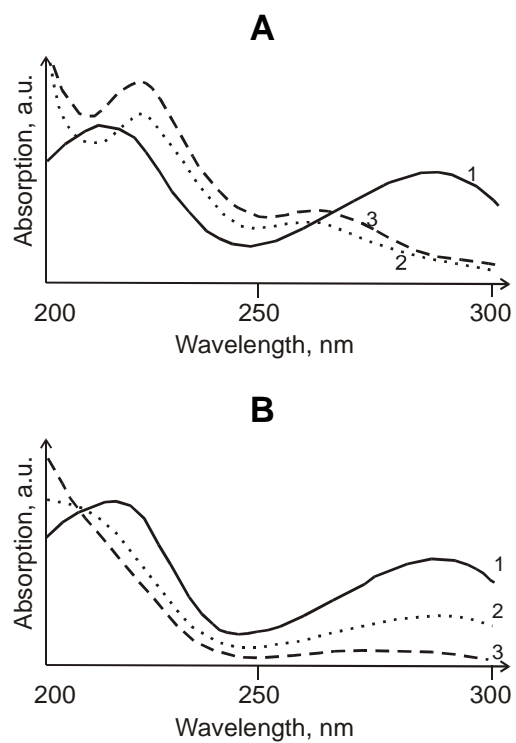 A
Absorption, a.u.
1
3
2
200 250 300
Wavelength, nm
B
Absorption, a.u.
1
2
3
200 250 300
Wavelength, nm